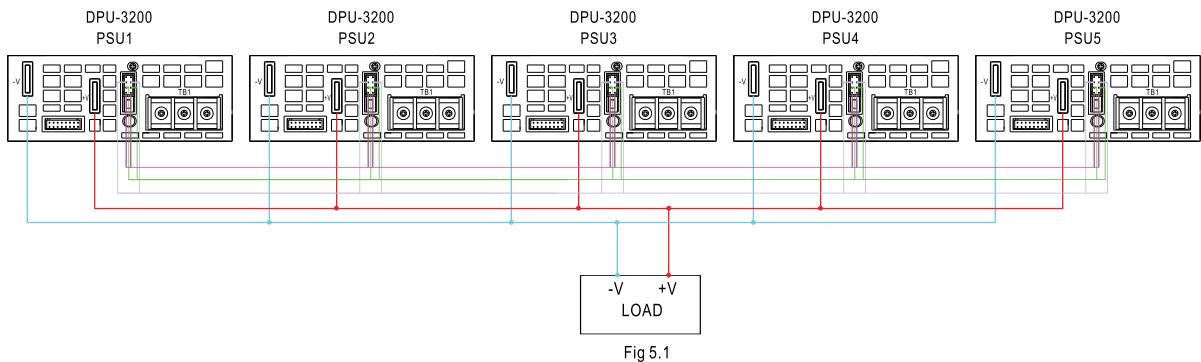 DPU-3200 DPU-3200 DPU-3200 DPU-3200 DPU-3200
PSU1 PSU2 PSU3 PSU4 PSU5
-V +V TB1 -V +V TB1 -V +V TB1 -V +V TB1 -V +V TB1
-V +V
LOAD
Fig 5.1